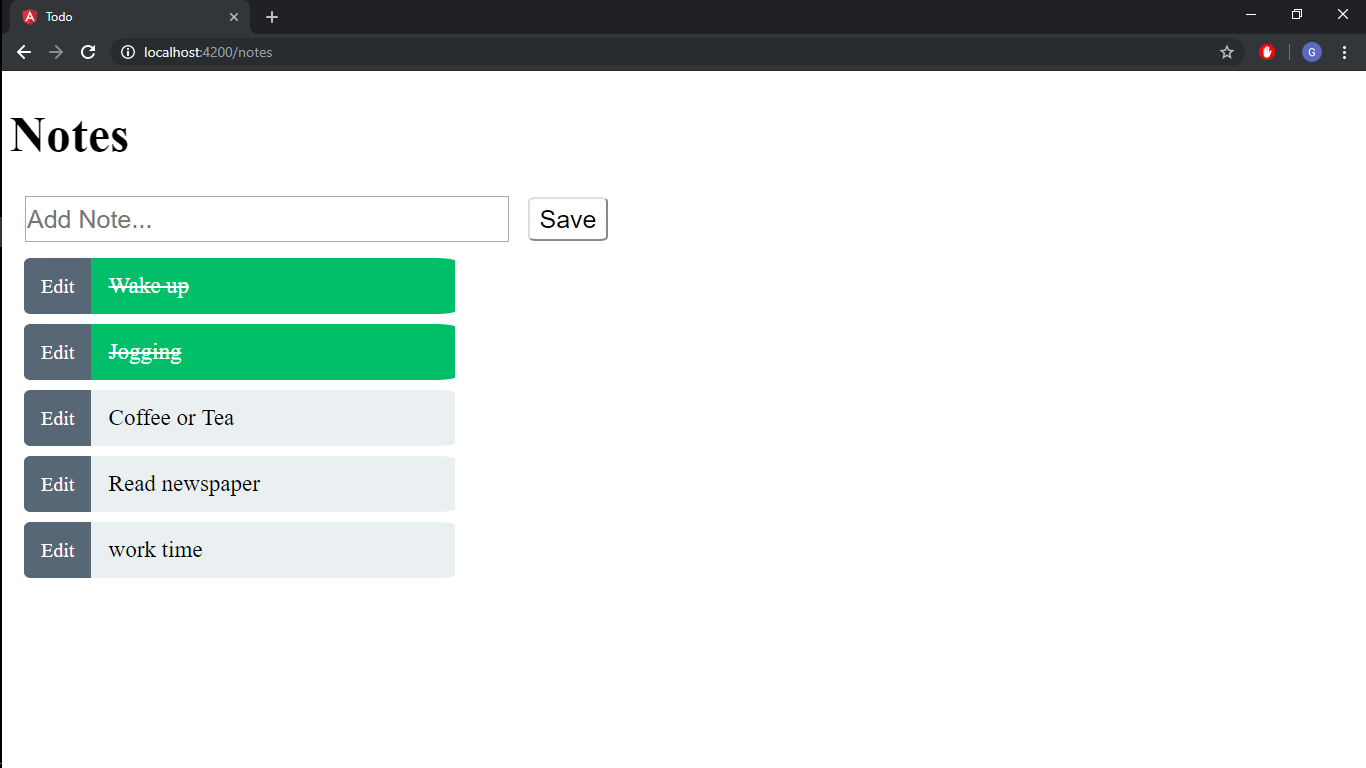 Todo
localhost:4200/notes
G
Notes
Add Note...
Save
Edit Wake up
Edit Jogging
Edit Coffee or Tea
Edit Read newspaper
Edit work time